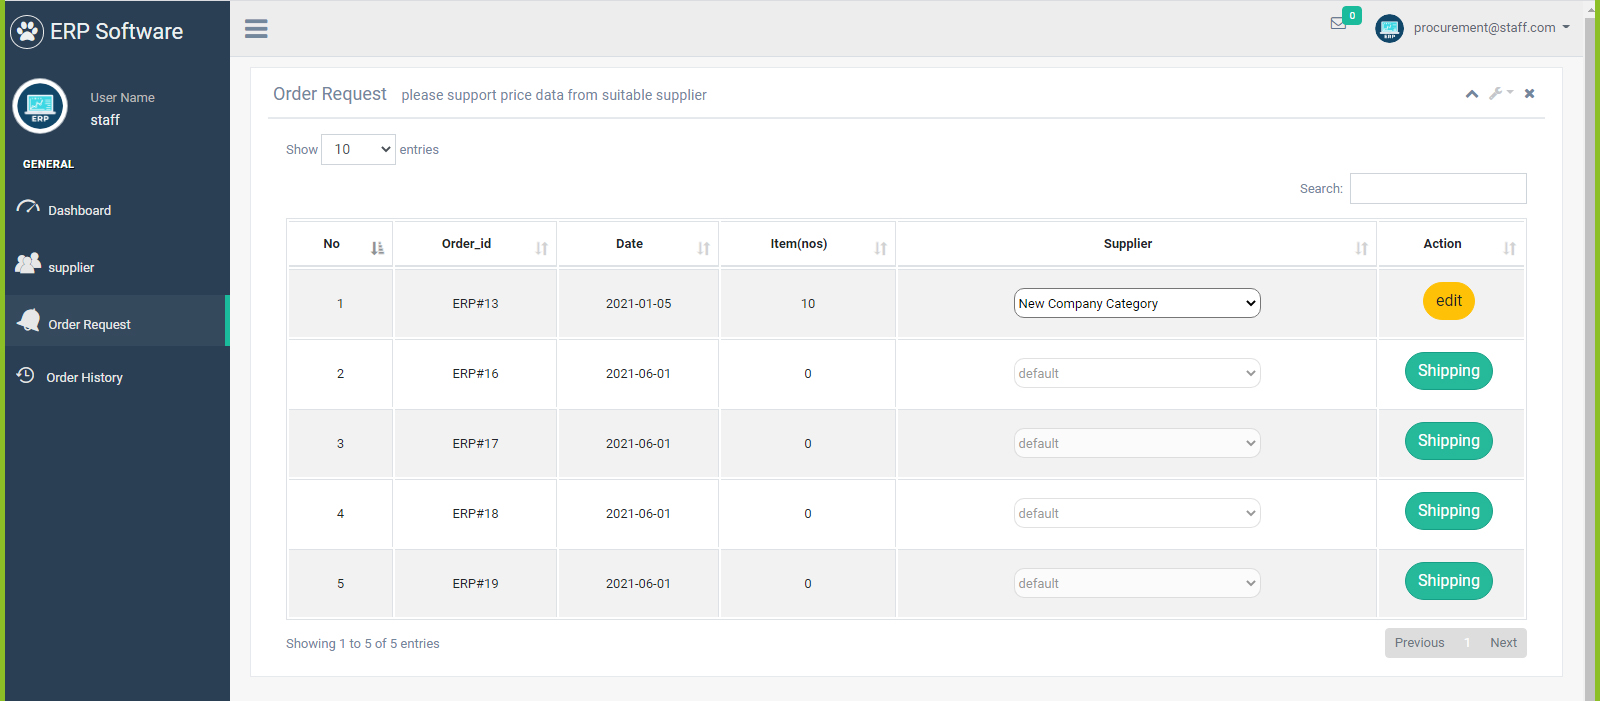 ERP Software
0
procurement@staff.com
ERP
User Name
staff
ERP
GENERAL
Dashboard
supplier
Order Request
Order History
Order Request please support price data from suitable supplier
Show 10 entries
Search:
No Order_id Date Item(nos) Supplier Action
1 ERP#13 2021-01-05 10 New Company Category edit
2 ERP#16 2021-06-01 0 default Shipping
3 ERP#17 2021-06-01 0 default Shipping
4 ERP#18 2021-06-01 0 default Shipping
5 ERP#19 2021-06-01 0 default Shipping
Showing 1 to 5 of 5 entries
Previous 1 Next